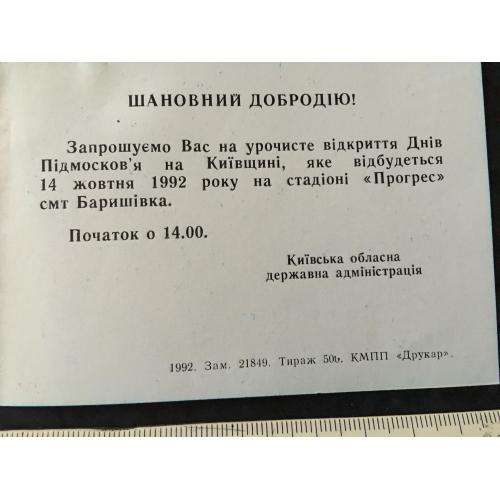 ШАНОВНИЙ ДОБРОДІЮ!
Запрошуємо Вас на урочисте відкриття Днів
Підмосков'я на Київщині, яке відбудеться
14 жовтня 1992 року на стадіоні «Прогрес»
смт Баришівка.
Початок о 14.00.
Київська обласна
державна адміністрація
1992. Зам. 21849. Тираж 500. КМПП «Друкар».